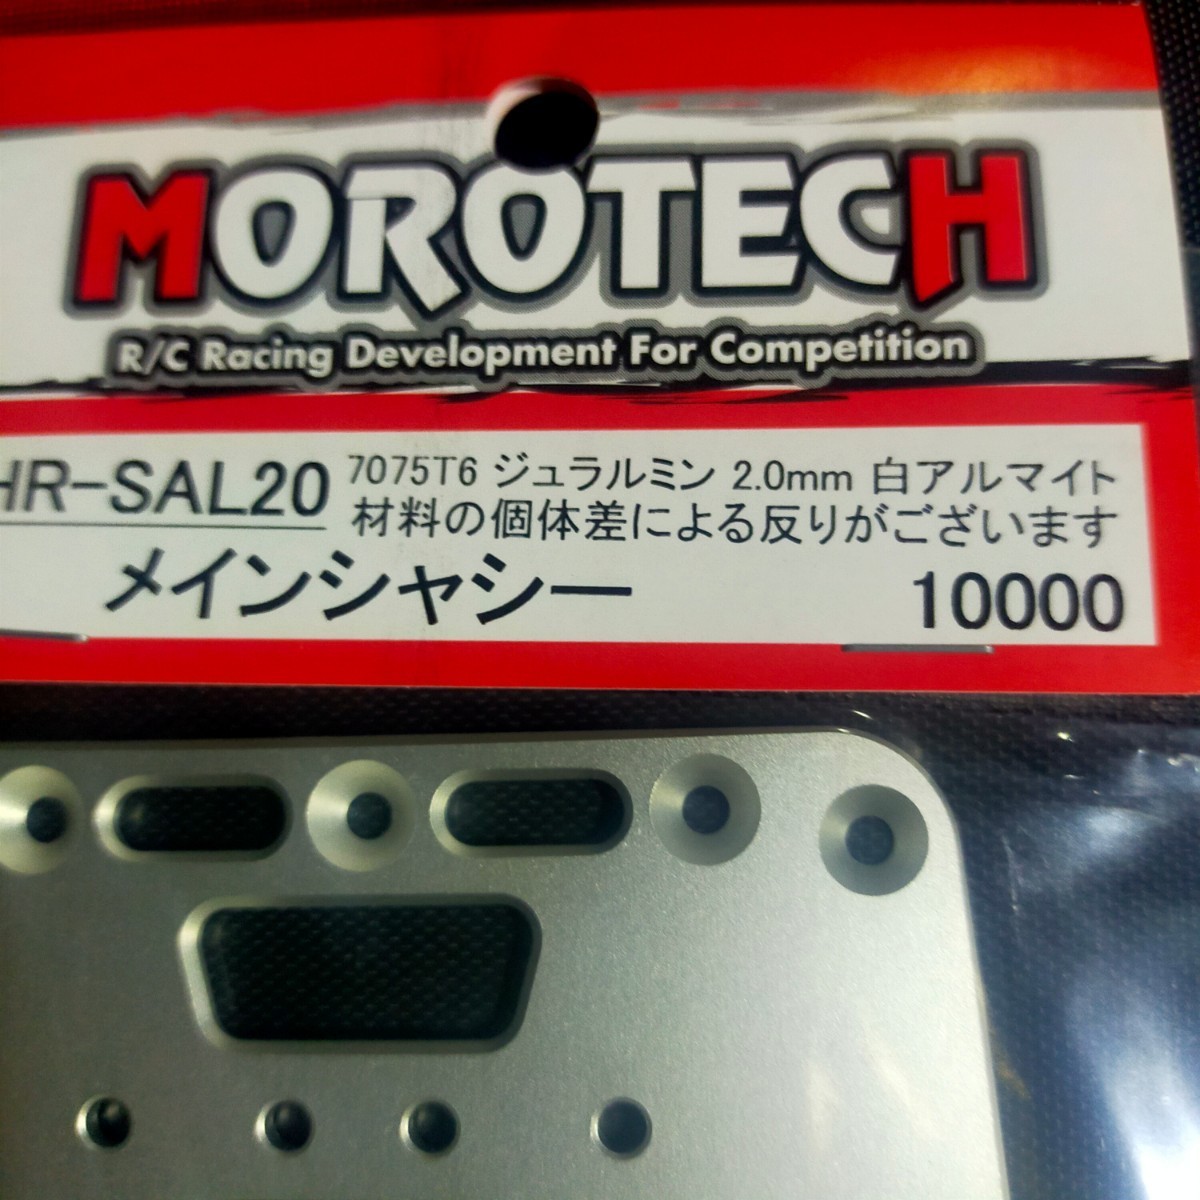 MOROTECH
R/C Racing Development For Competition
HR-SAL20
7075T6 ジュラルミン 2.0mm 白アルマイト
材料の個体差による反りがございます
メインシャシー 10000